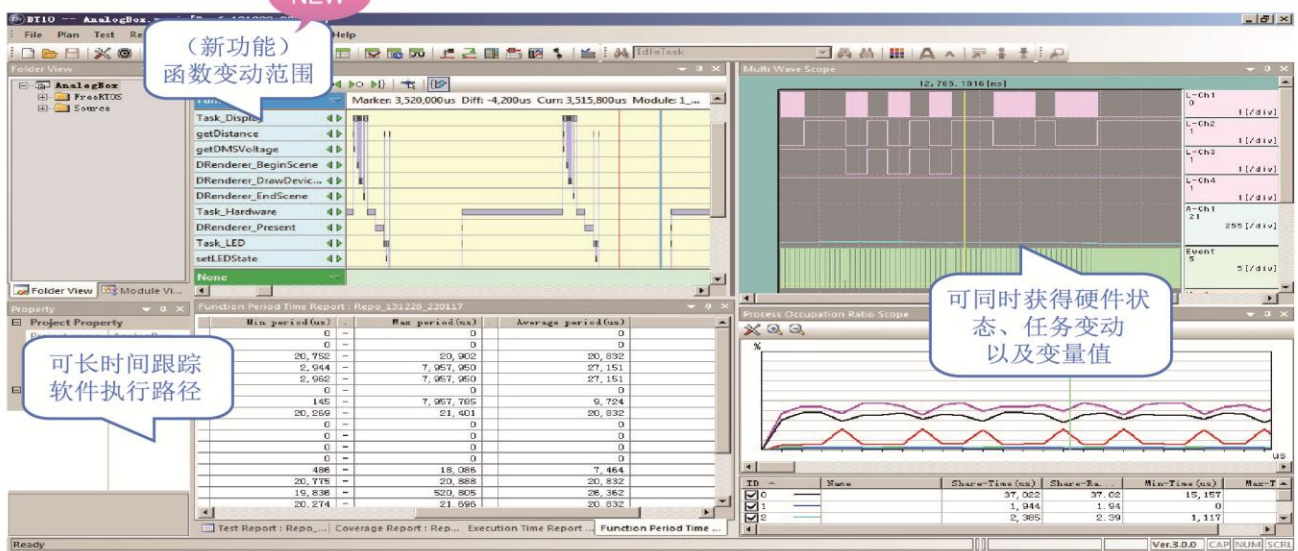 NEW
DT10 -- AnalogBox.
File Plan Test Help
（新功能）
函数变动范围
IdleTask
Folder View
AnalogBox
FreeRTOS
Source
Folder View Module Vi...
Marker: 3,520,000us Diff: -4,200us Curr: 3,515,800us Module: 1_...
Task_Display
getDistance
getDMSVoltage
DRenderer_BeginScene
DRenderer_DrawDevic...
DRenderer_EndScene
Task_Hardware
DRenderer_Present
Task_LED
setLEDState
None
Multi Wave Scope
12,765.1916[ms]
L-Ch1
0
1[/div]
L-Ch2
1
1[/div]
L-Ch3
1
1[/div]
L-Ch4
1
1[/div]
A-Ch1
21
255[/div]
Event
5
5[/div]
可同时获得硬件状
态、任务变动
以及变量值
Property
Project Property
可长时间跟踪
软件执行路径
Function Period Time Report : Repo_131226_220117
Min period(us) Max period(us) Average period(us)
0 - 0 0
0 - 0 0
20,752 - 20,902 20,832
2,944 - 7,957,950 27,151
2,962 - 7,957,950 27,151
0 - 0 0
145 - 7,957,785 9,724
20,269 - 21,401 20,832
0 - 0 0
0 - 0 0
0 - 0 0
486 - 18,086 7,464
20,775 - 20,888 20,832
19,836 - 520,805 26,362
20,274 - 21,696 20,832
Test Report : Repo_... Coverage Report : Rep... Execution Time Report ... Function Period Time ...
Process Occupation Ratio Scope
%
us
ID Name Share-Time(us) Share-Ra... Min-Time(us) Max-T
0 37,022 37.02 15,157
1 1,944 1.94 0
2 2,385 2.39 1,117
Ready
Ver.3.0.0 CAP NUM SCRL